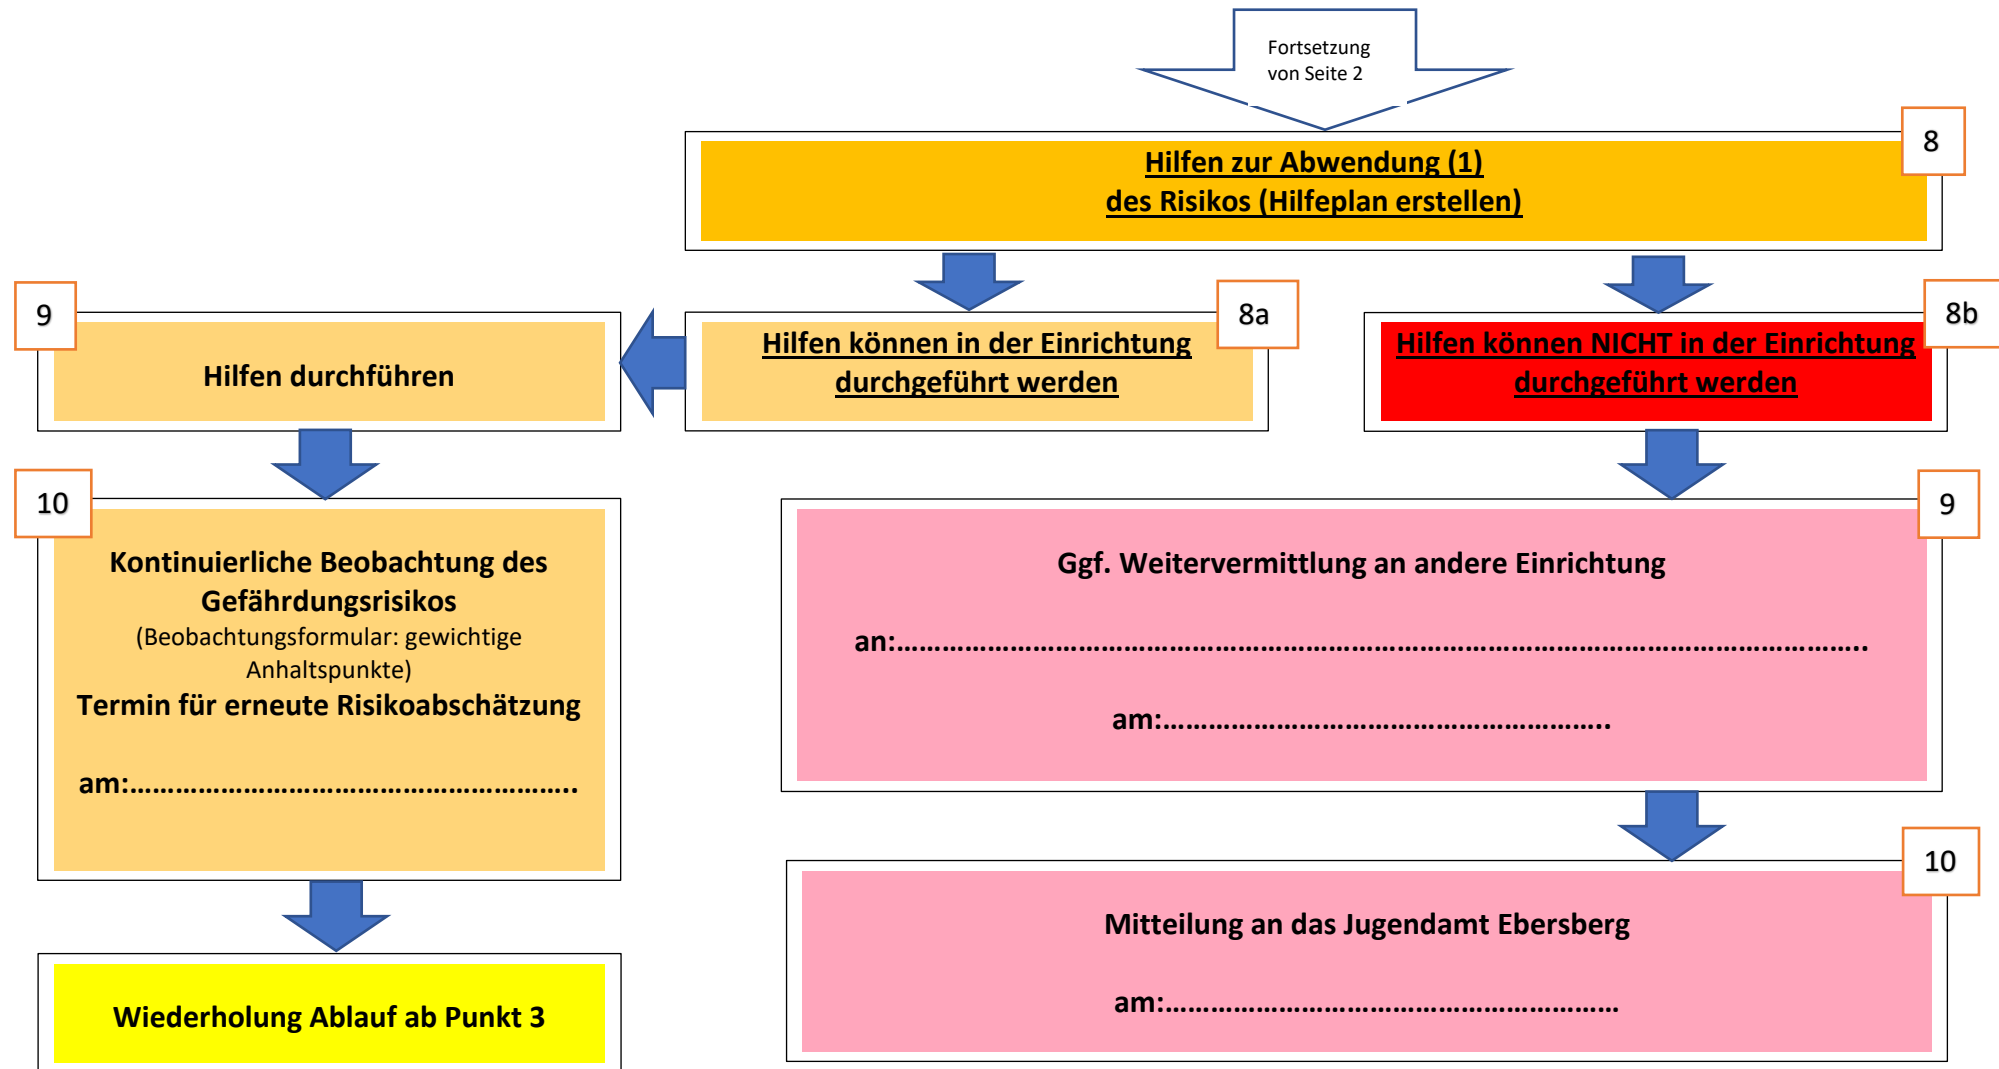 Fortsetzung
von Seite 2
8
Hilfen zur Abwendung (1)
des Risikos (Hilfeplan erstellen)
9
Hilfen durchführen
8a
Hilfen können in der Einrichtung
durchgeführt werden
8b
Hilfen können NICHT in der Einrichtung
durchgeführt werden
10
Kontinuierliche Beobachtung des
Gefährdungsrisikos
(Beobachtungsformular: gewichtige
Anhaltspunkte)
Termin für erneute Risikoabschätzung
am:…………………………………………………..
9
Ggf. Weitervermittlung an andere Einrichtung
an:…………………………………………………………………………………………………………………..
am:…………………………………………………..
10
Mitteilung an das Jugendamt Ebersberg
am:……………………………………………………
Wiederholung Ablauf ab Punkt 3